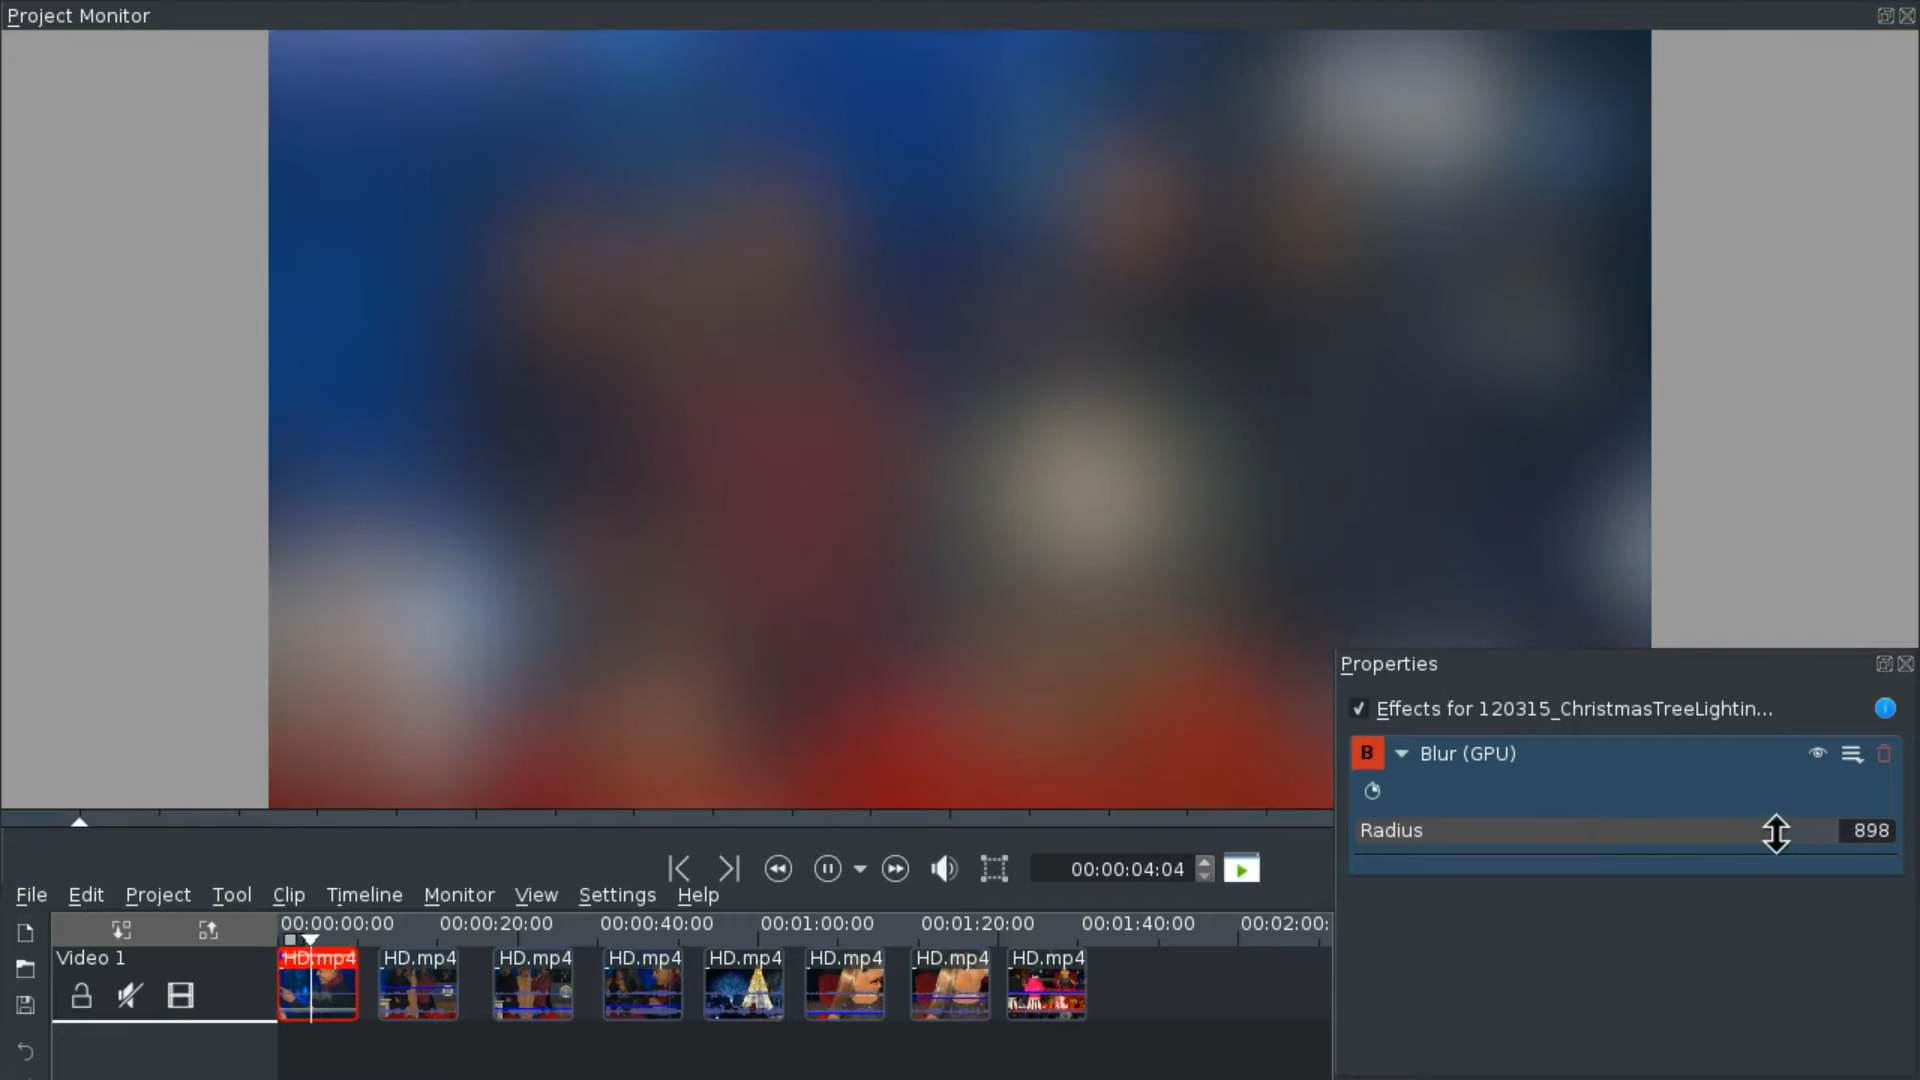 Project Monitor
Properties
Effects for 120315_ChristmasTreeLightin...
B Blur (GPU)
Radius 898
00:00:04:04
File Edit Project Tool Clip Timeline Monitor View Settings Help
00:00:00:00 00:00:20:00 00:00:40:00 00:01:00:00 00:01:20:00 00:01:40:00 00:02:00:
Video 1
HD.mp4 HD.mp4 HD.mp4 HD.mp4 HD.mp4 HD.mp4 HD.mp4 HD.mp4